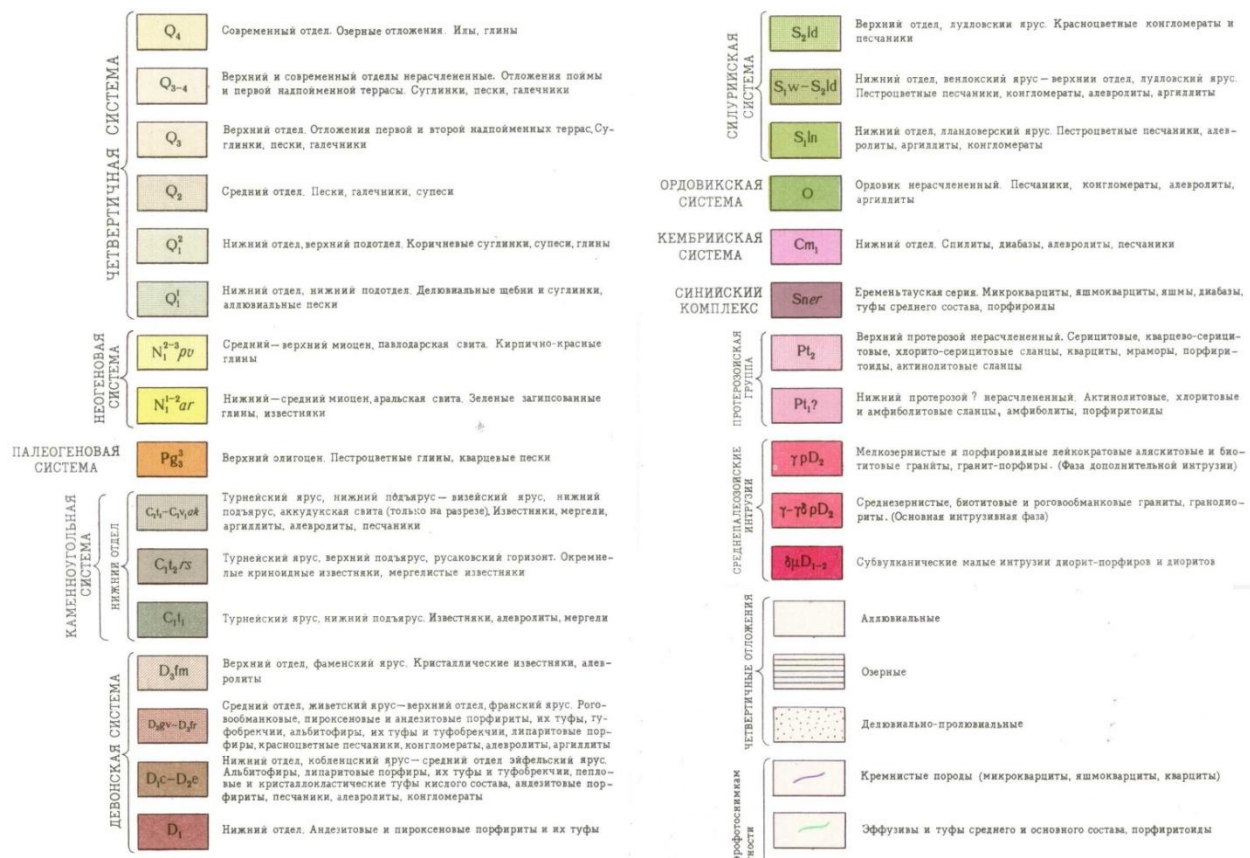 ЧЕТВЕРТИЧНАЯ СИСТЕМА
Q4
Современный отдел. Озерные отложения. Илы, глины
Q3-4
Верхний и современный отделы нерасчлененные. Отложения поймы
и первой надпойменной террасы. Суглинки, пески, галечники
Q3
Верхний отдел. Отложения первой и второй надпойменных террас. Су-
глинки, пески, галечники
Q2
Средний отдел. Пески, галечники, супеси
Q1²
Нижний отдел, верхний подотдел. Коричневые суглинки, супеси, глины
Q1¹
Нижний отдел, нижний подотдел. Делювиальные щебни и суглинки,
аллювиальные пески
НЕОГЕНОВАЯ
СИСТЕМА
N1²⁻³pv
Средний—верхний миоцен, павлодарская свита. Кирпично-красные
глины
N1¹⁻²ar
Нижний—средний миоцен, аральская свита. Зеленые загипсованные
глины, известняки
ПАЛЕОГЕНОВАЯ
СИСТЕМА
Pg3³
Верхний олигоцен. Пестроцветные глины, кварцевые пески
КАМЕННОУГОЛЬНАЯ
СИСТЕМА
НИЖНИЙ ОТДЕЛ
C1t1–C1v1ak
Турнейский ярус, нижний подъярус—визейский ярус, нижний
подъярус, аккудукская свита (только на разрезе). Известняки, мергели,
аргиллиты, алевролиты, песчаники
C1t2rs
Турнейский ярус, верхний подъярус, русаковский горизонт. Окремне-
лые криноидные известняки, мергелистые известняки
C1t1
Турнейский ярус, нижний подъярус. Известняки, алевролиты, мергели
ДЕВОНСКАЯ СИСТЕМА
D3fm
Верхний отдел, фаменский ярус. Кристаллические известняки, алев-
ролиты
D2gv–D3fr
Средний отдел, живетский ярус—верхний отдел, франский ярус. Рого-
вообманковые, пироксеновые и андезитовые порфириты, их туфы, ту-
фобрекчии, альбитофиры, их туфы и туфобрекчии, липаритовые пор-
фиры, красноцветные песчаники, конгломераты, алевролиты, аргиллиты
D1c–D2e
Нижний отдел, кобленцский ярус—средний отдел эйфельский ярус.
Альбитофиры, липаритовые порфиры, их туфы и туфобрекчии, пепло-
вые и кристаллокластические туфы кислого состава, андезитовые пор-
фириты, песчаники, алевролиты, конгломераты
D1
Нижний отдел. Андезитовые и пироксеновые порфириты и их туфы
СИЛУРИЙСКАЯ
СИСТЕМА
S2ld
Верхний отдел, лудловский ярус. Красноцветные конгломераты и
песчаники
S1w–S2ld
Нижний отдел, венлокский ярус—верхнии отдел, лудловский ярус.
Пестроцветные песчаники, конгломераты, алевролиты, аргиллиты
S1ln
Нижний отдел, лландоверский ярус. Пестроцветные песчаники, алев-
ролиты, аргиллиты, конгломераты
ОРДОВИКСКАЯ
СИСТЕМА
O
Ордовик нерасчлененный. Песчаники, конгломераты, алевролиты,
аргиллиты
КЕМБРИЙСКАЯ
СИСТЕМА
Cm1
Нижний отдел. Спилиты, диабазы, алевролиты, песчаники
СИНИЙСКИЙ
КОМПЛЕКС
Sner
Ерементауская серия. Микрокварциты, яшмокварциты, яшмы, диабазы,
туфы среднего состава, порфироиды
ПРОТЕРОЗОЙСКАЯ
ГРУППА
Pt2
Верхний протерозой нерасчлененный. Серицитовые, кварцево-серици-
товые, хлорито-серицитовые сланцы, кварциты, мраморы, порфири-
тоиды, актинолитовые сланцы
Pt1?
Нижний протерозой ? нерасчлененный. Актинолитовые, хлоритовые
и амфиболитовые сланцы, амфиболиты, порфиритоиды
СРЕДНЕПАЛЕОЗОЙСКИЕ
ИНТРУЗИИ
γpD2
Мелкозернистые и порфировидные лейкократовые аляскитовые и био-
титовые граниты, гранит-порфиры. (Фаза дополнительной интрузии)
γ-γδpD2
Среднезернистые, биотитовые и роговообманковые граниты, гранодио-
риты. (Основная интрузивная фаза)
δμD1-2
Субвулканические малые интрузии диорит-порфиров и диоритов
ЧЕТВЕРТИЧНЫЕ ОТЛОЖЕНИЯ
Аллювиальные
Озерные
Делювиально-пролювиальные
Кремнистые породы (микрокварциты, яшмокварциты, кварциты)
Эффузивы и туфы среднего и основного состава, порфиритоиды